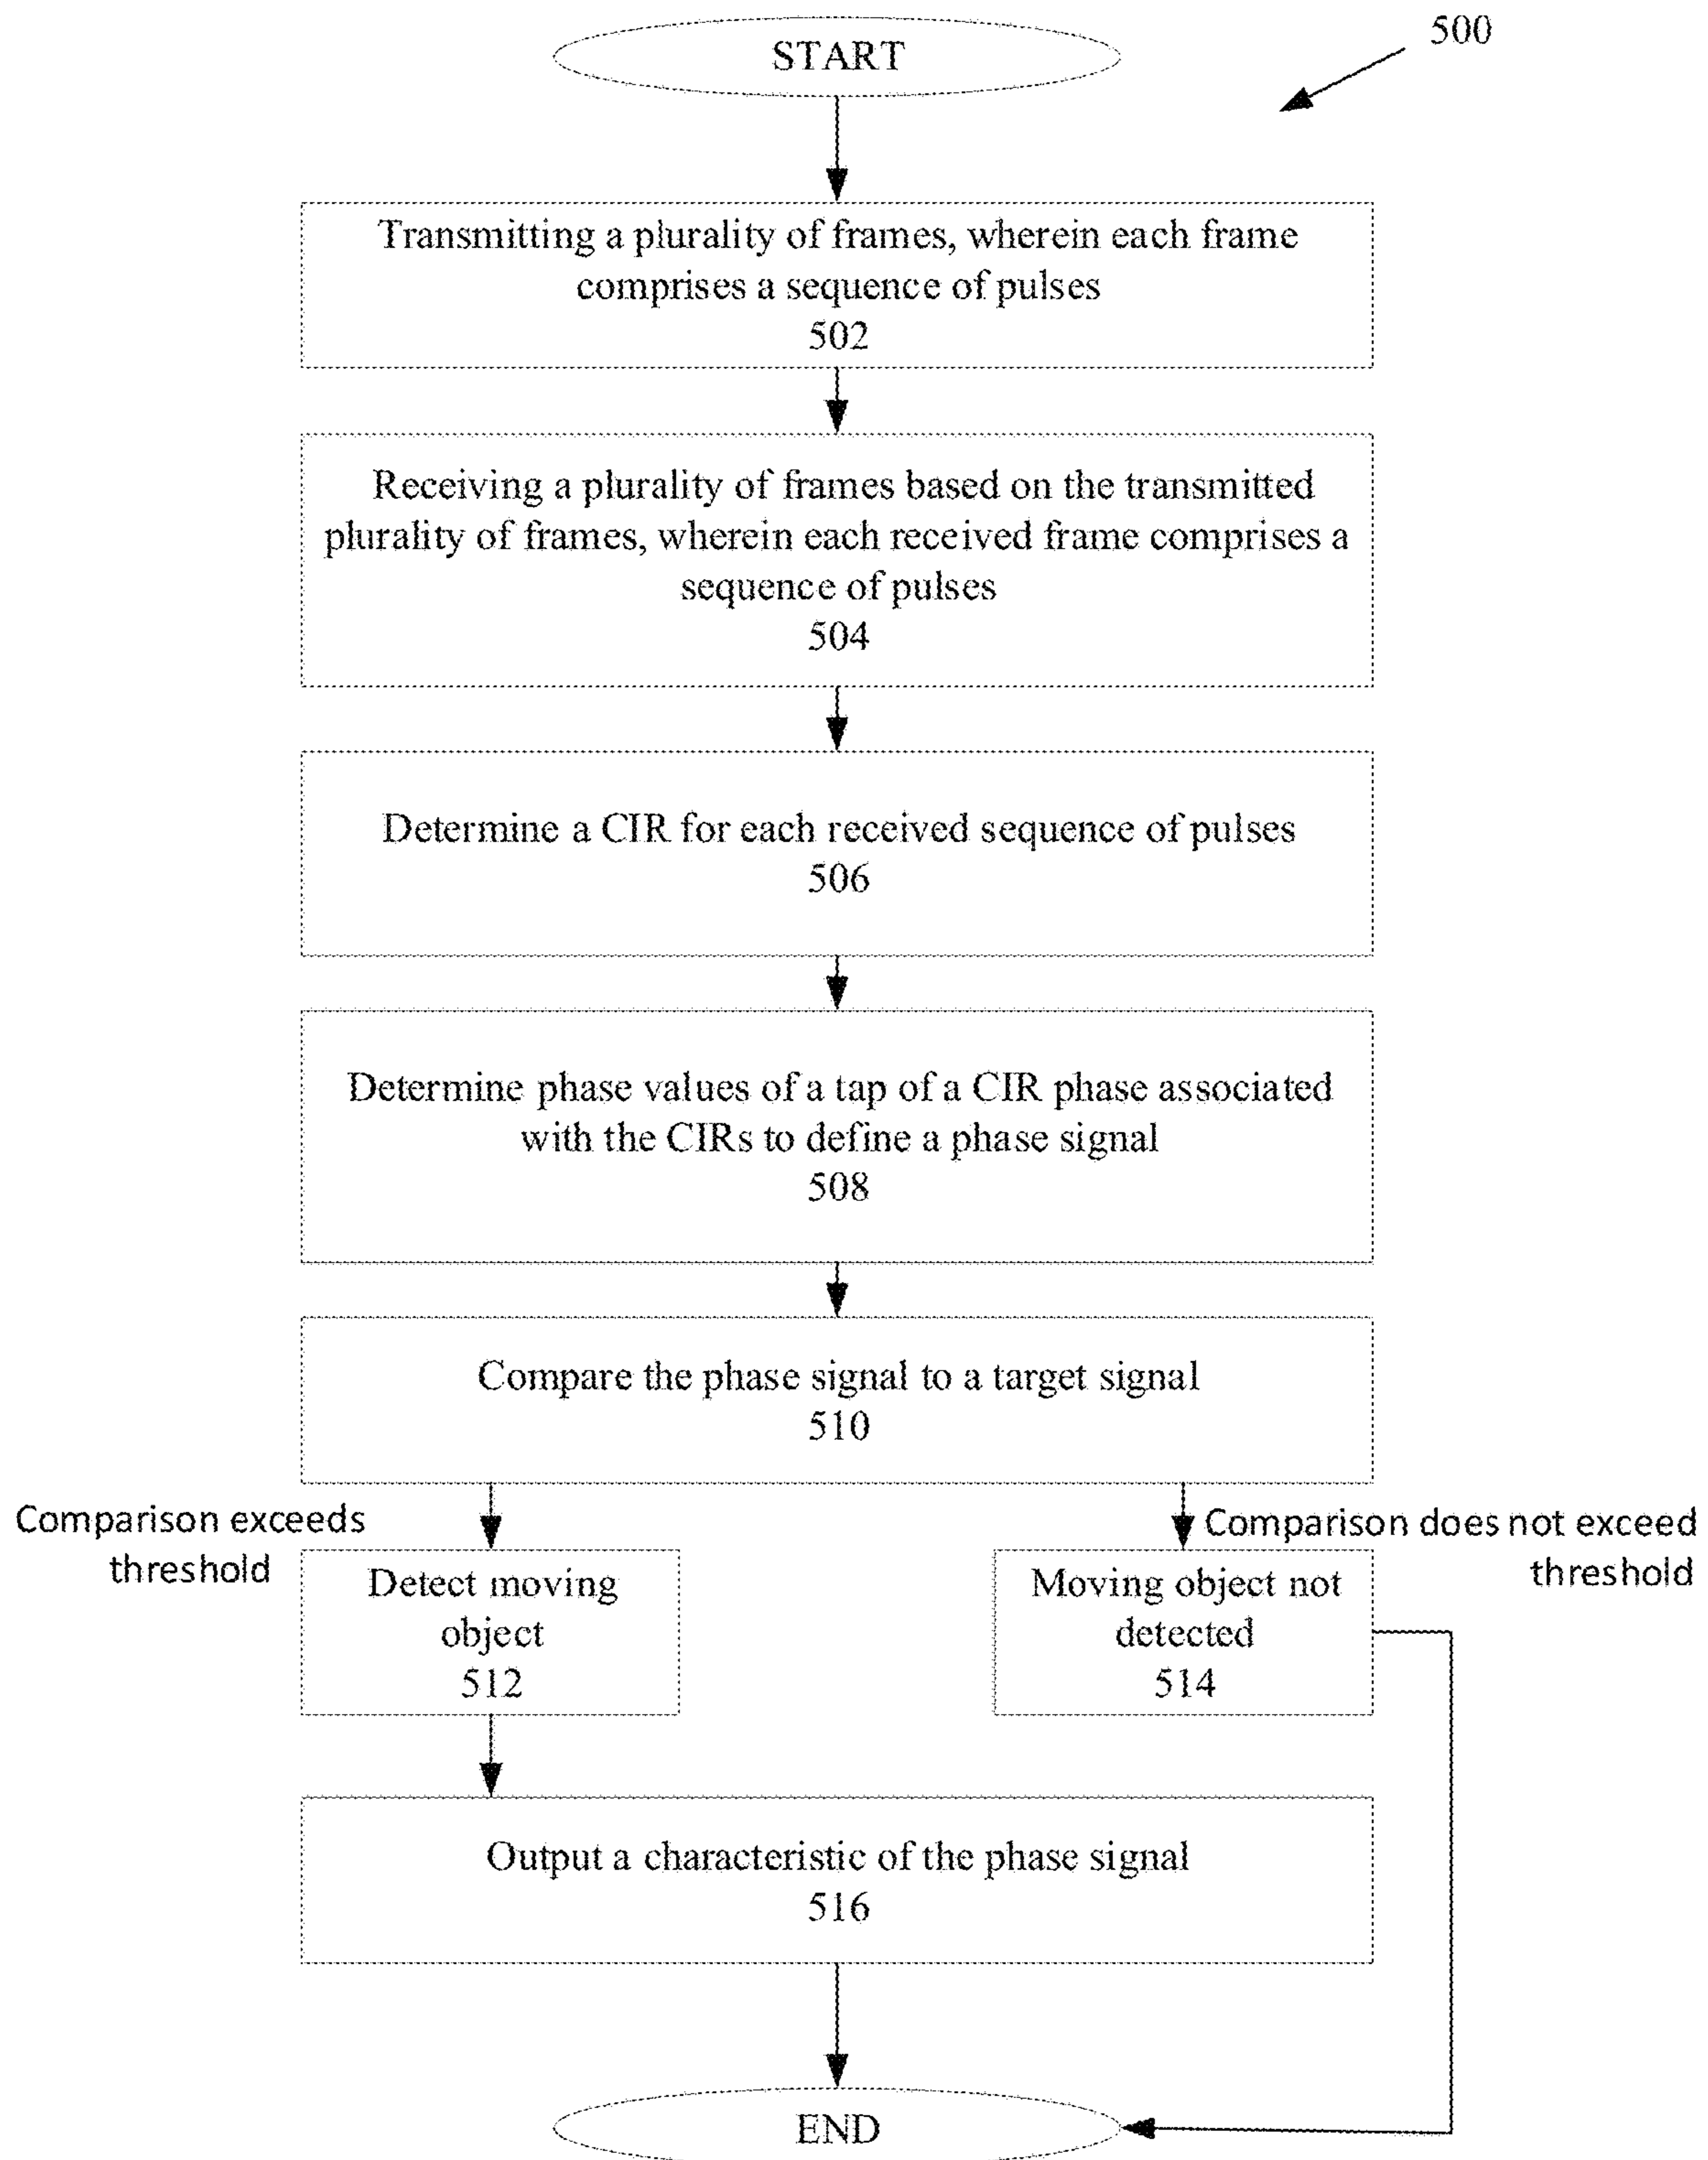 500
START
Transmitting a plurality of frames, wherein each frame
comprises a sequence of pulses
502
Receiving a plurality of frames based on the transmitted
plurality of frames, wherein each received frame comprises a
sequence of pulses
504
Determine a CIR for each received sequence of pulses
506
Determine phase values of a tap of a CIR phase associated
with the CIRs to define a phase signal
508
Compare the phase signal to a target signal
510
Comparison exceeds
threshold
Comparison does not exceed
threshold
Detect moving
object
512
Moving object not
detected
514
Output a characteristic of the phase signal
516
END